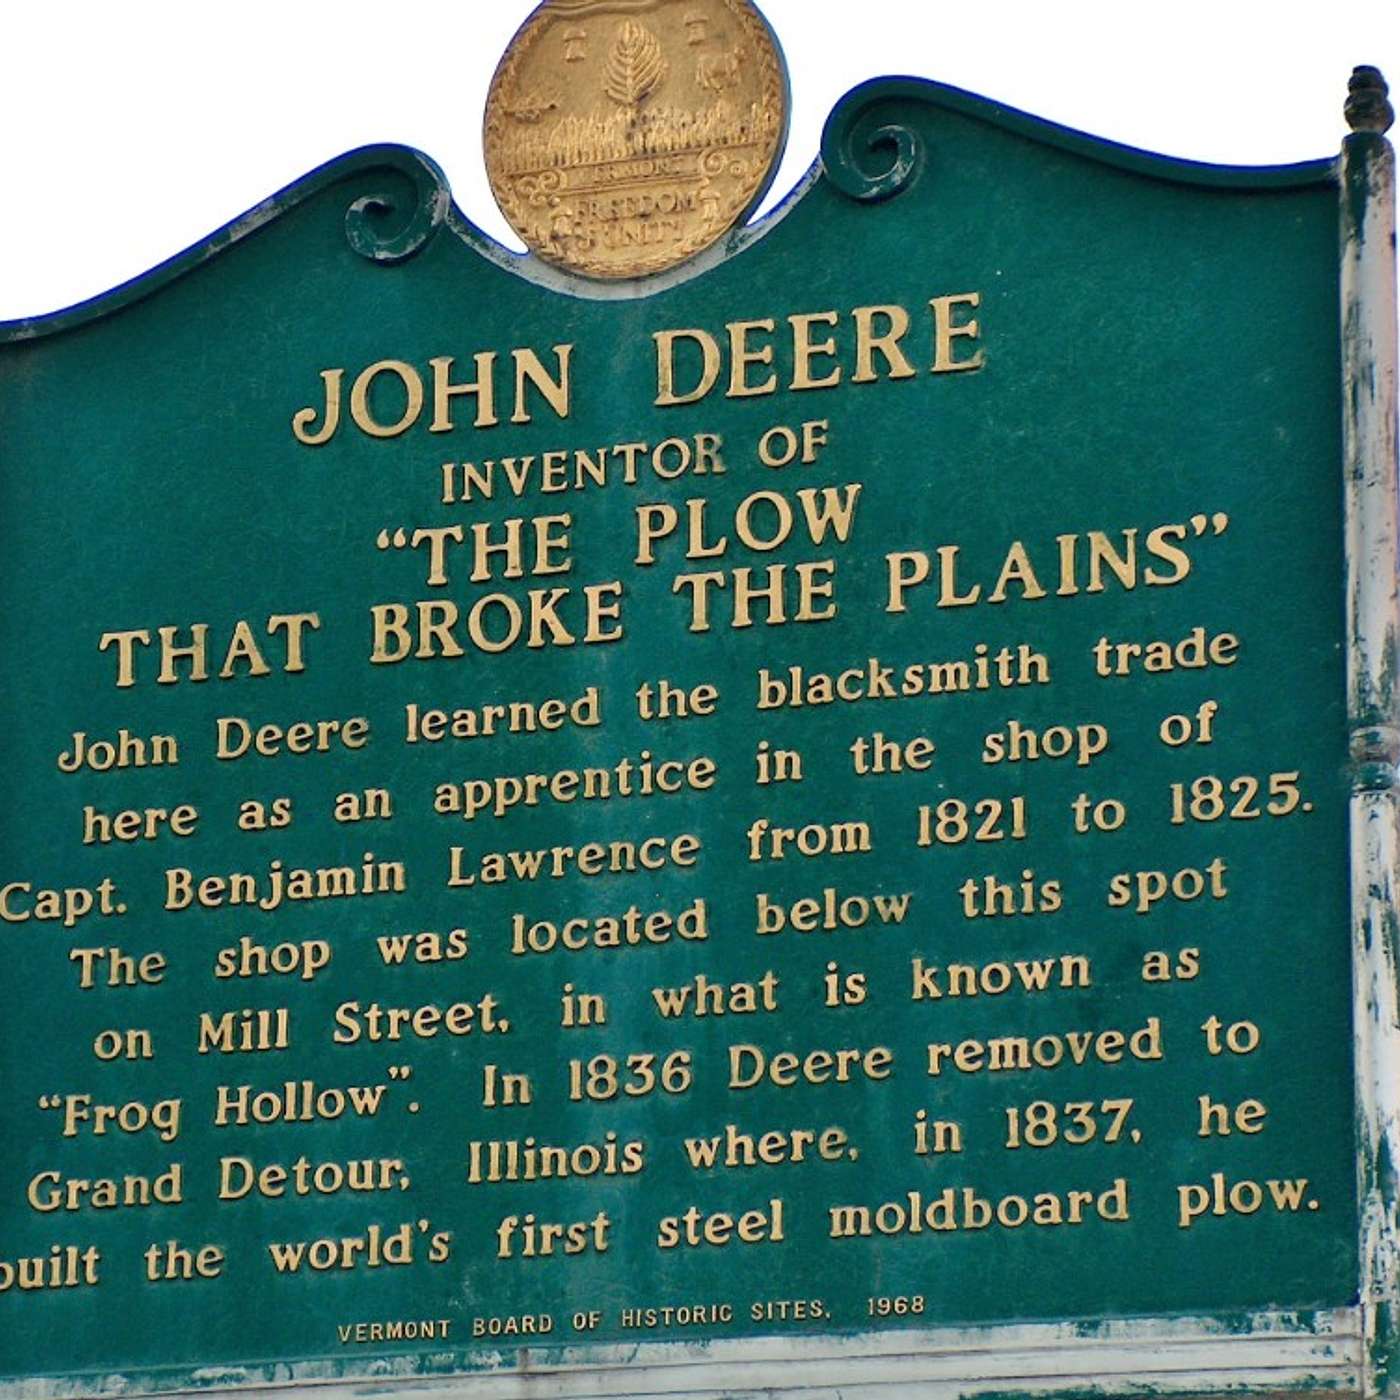 VERMONT
FREEDOM
& UNITY
JOHN DEERE
INVENTOR OF
“THE PLOW
THAT BROKE THE PLAINS”
John Deere learned the blacksmith trade
here as an apprentice in the shop of
Capt. Benjamin Lawrence from 1821 to 1825.
The shop was located below this spot
on Mill Street, in what is known as
“Frog Hollow”. In 1836 Deere removed to
Grand Detour, Illinois where, in 1837, he
built the world's first steel moldboard plow.
VERMONT BOARD OF HISTORIC SITES, 1968